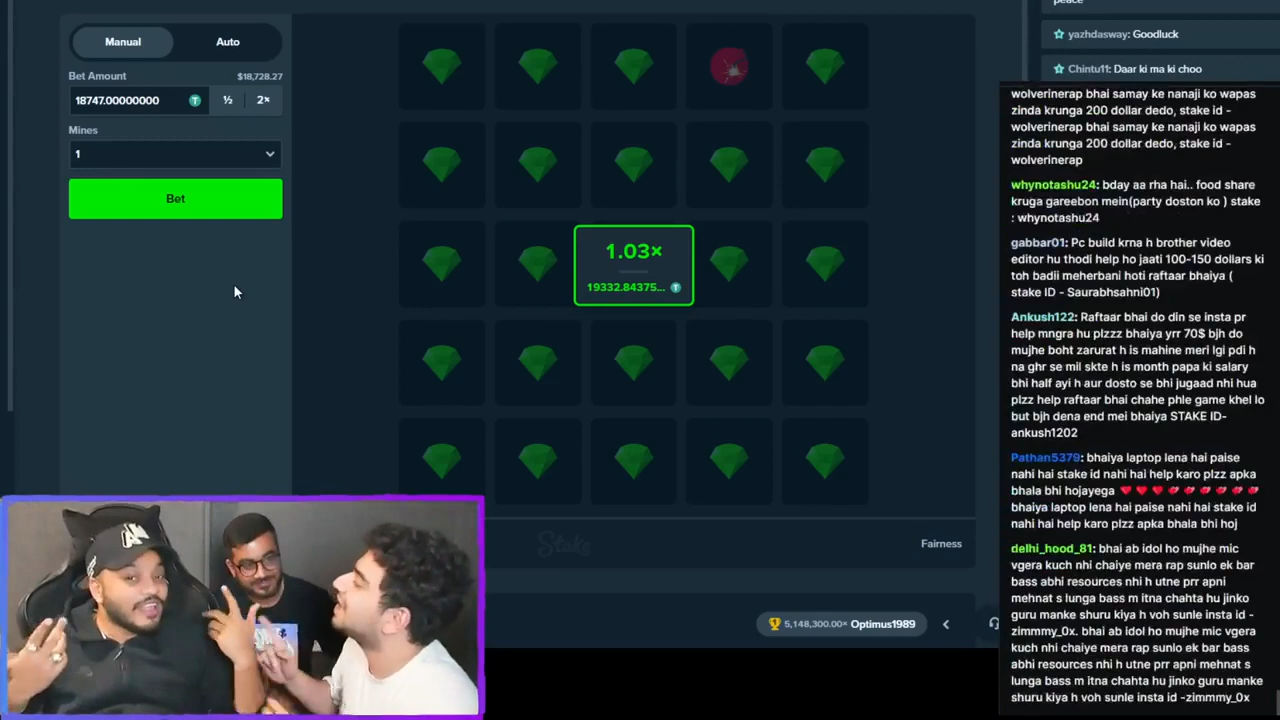 Manual
Auto
Bet Amount
$18,728.27
18747.00000000
½
2×
Mines
1
Bet
1.03×
19332.84375...
Stake
Fairness
5,148,300.00× Optimus1989
peace
yazhdasway: Goodluck
Chintu11: Daar ki ma ki choo
wolverinerap bhai samay ke nanaji ko wapas
zinda krunga 200 dollar dedo, stake id -
wolverinerap bhai samay ke nanaji ko wapas
zinda krunga 200 dollar dedo, stake id -
wolverinerap
whynotashu24: bday aa rha hai.. food share
kruga gareebon mein(party doston ko ) stake
: whynotashu24
gabbar01: Pc build krna h brother video
editor hu thodi help ho jaati 100-150 dollars ki
toh badii meherbani hoti raftaar bhaiya (
stake ID - Saurabhsahni01)
Ankush122: Raftaar bhai do din se insta pr
help mngra hu plzzz bhaiya yrr 70$ bjh do
mujhe boht zarurat h is mahine meri lgi pdi h
na ghr se mil skte h is month papa ki salary
bhi half ayi h aur dosto se bhi jugaad nhi hua
plzz help raftaar bhai chahe phle game khel lo
but bjh dena end mei bhaiya STAKE ID-
ankush1202
Pathan5379: bhaiya laptop lena hai paise
nahi hai stake id nahi hai help karo plzz apka
bhala bhi hojayega
bhaiya laptop lena hai paise nahi hai stake id
nahi hai help karo plzz apka bhala bhi hoj
delhi_hood_81: bhai ab idol ho mujhe mic
vgera kuch nhi chaiye mera rap sunlo ek bar
bass abhi resources nhi h utne prr apni
mehnat s lunga bass m itna chahta hu jinko
guru manke shuru kiya h voh sunle insta id -
zimmmy_0x. bhai ab idol ho mujhe mic vgera
kuch nhi chaiye mera rap sunlo ek bar bass
abhi resources nhi h utne prr apni mehnat s
lunga bass m itna chahta hu jinko guru manke
shuru kiya h voh sunle insta id -zimmmy_0x